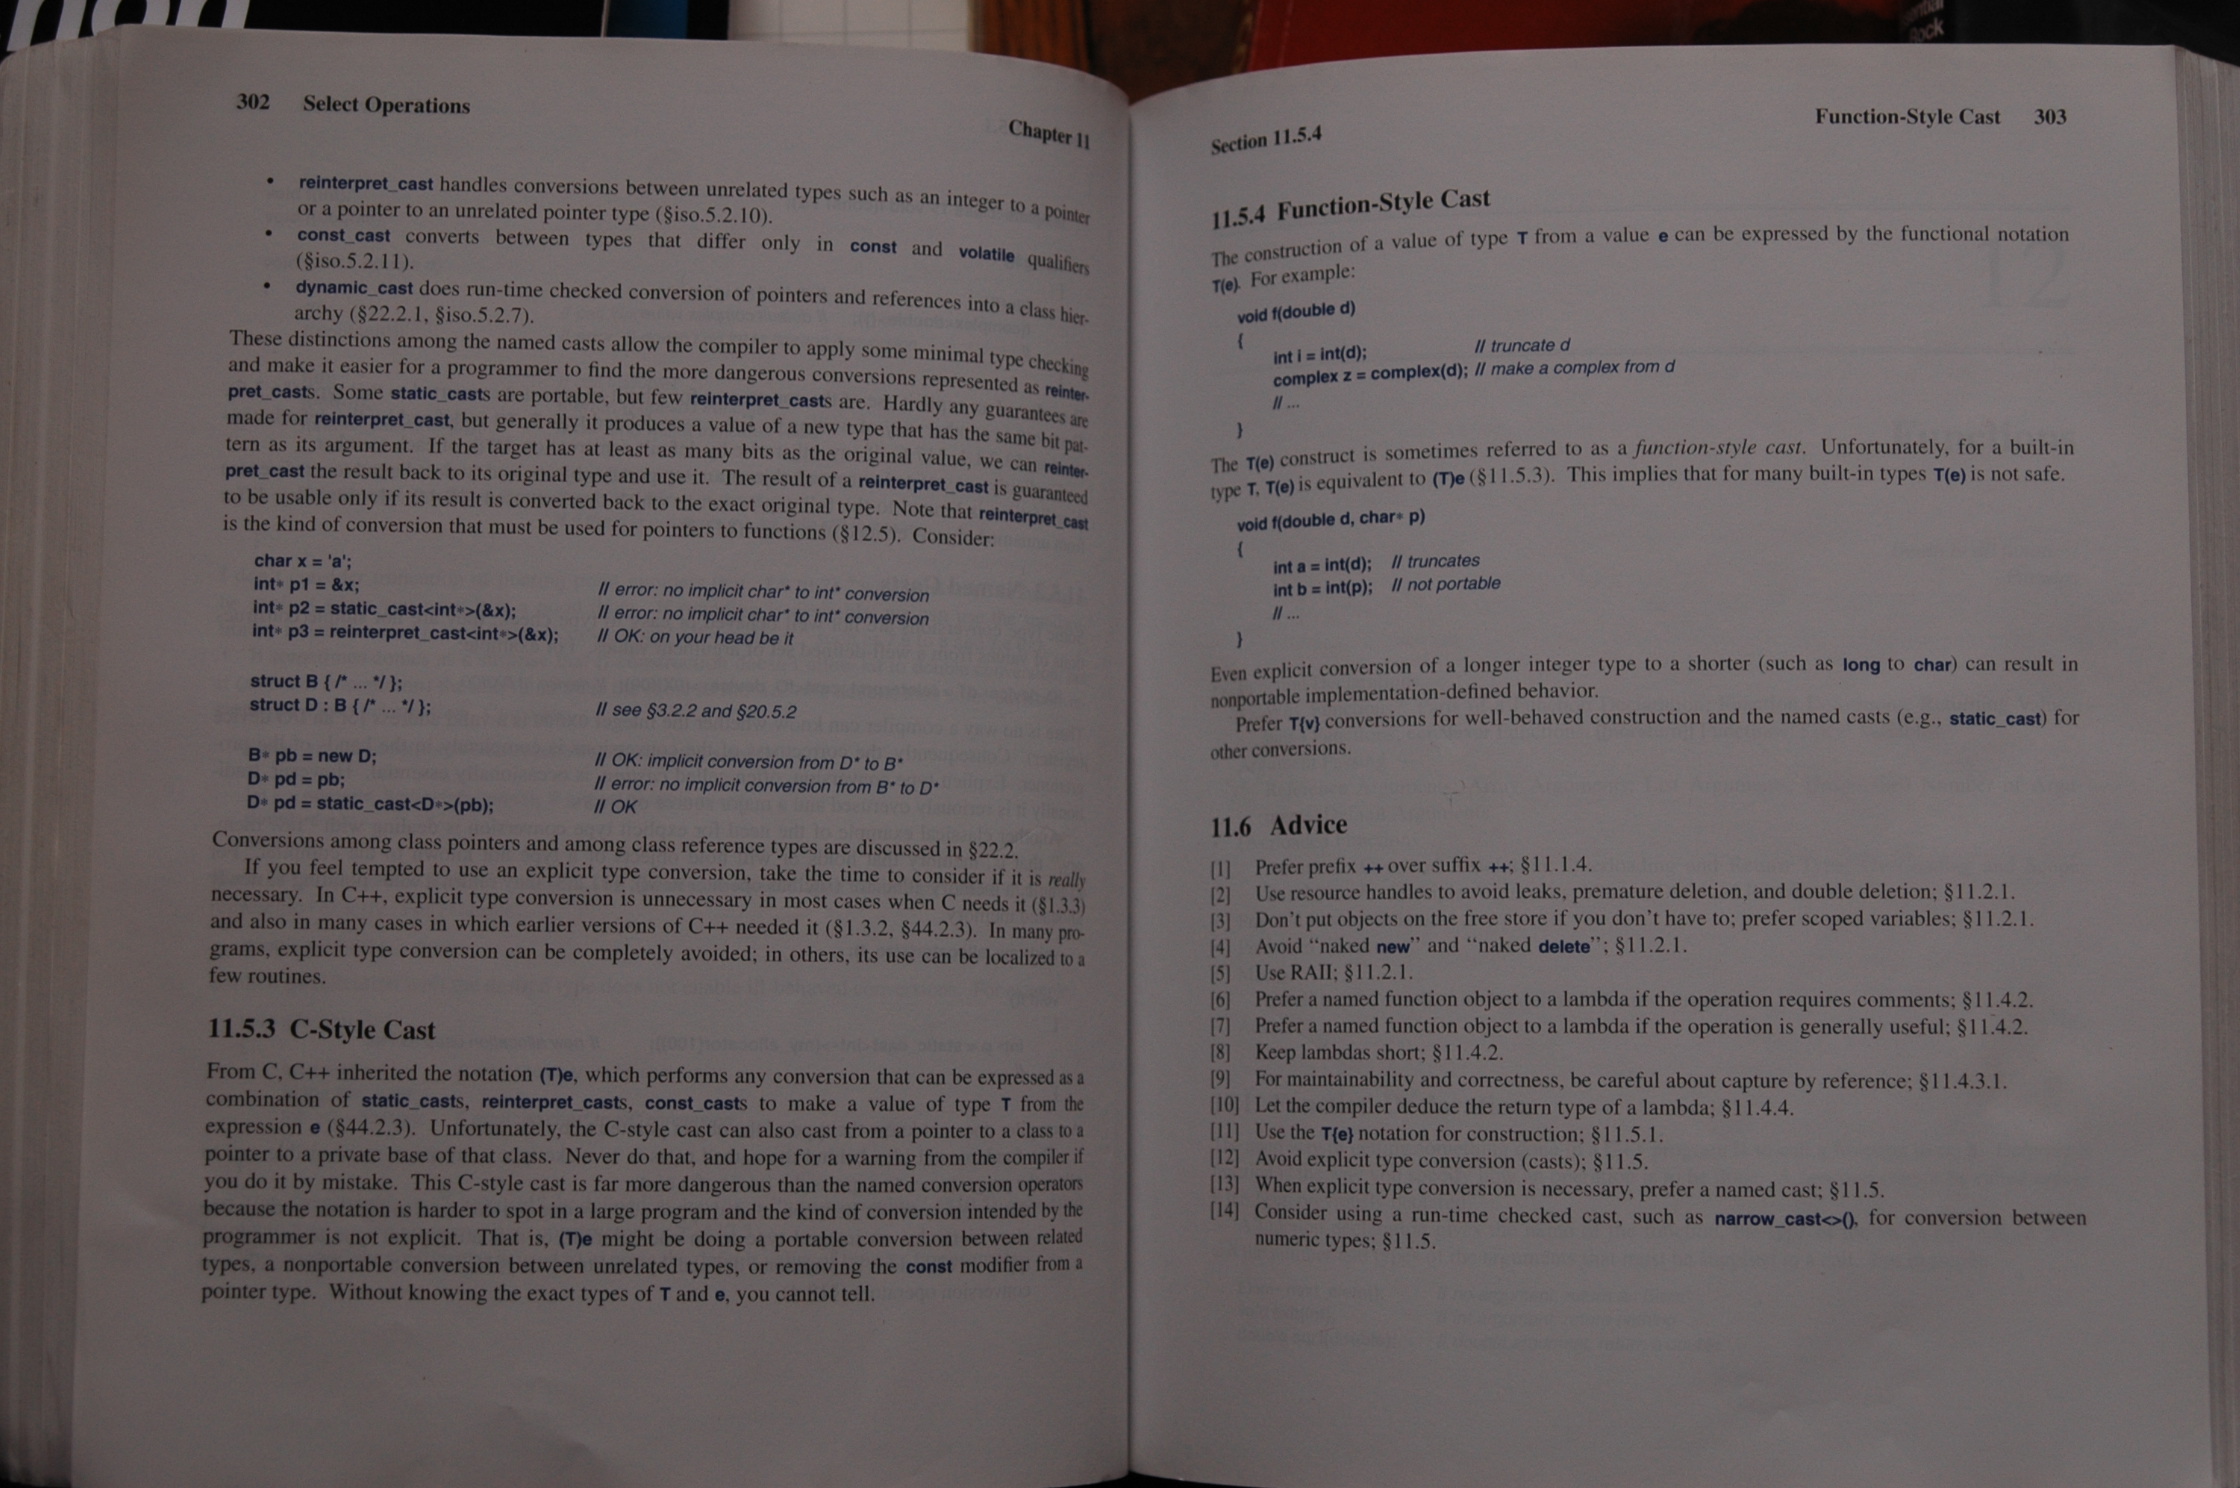 non
ential
Rock
302 Select Operations
Chapter 11
• reinterpret_cast handles conversions between unrelated types such as an integer to a pointer
or a pointer to an unrelated pointer type (§iso.5.2.10).
• const_cast converts between types that differ only in const and volatile qualifiers
(§iso.5.2.11).
• dynamic_cast does run-time checked conversion of pointers and references into a class hier-
archy (§22.2.1, §iso.5.2.7).
These distinctions among the named casts allow the compiler to apply some minimal type checking
and make it easier for a programmer to find the more dangerous conversions represented as reinter-
pret_casts. Some static_casts are portable, but few reinterpret_casts are. Hardly any guarantees are
made for reinterpret_cast, but generally it produces a value of a new type that has the same bit pat-
tern as its argument. If the target has at least as many bits as the original value, we can reinter-
pret_cast the result back to its original type and use it. The result of a reinterpret_cast is guaranteed
to be usable only if its result is converted back to the exact original type. Note that reinterpret_cast
is the kind of conversion that must be used for pointers to functions (§12.5). Consider:
char x = 'a';
int* p1 = &x; // error: no implicit char* to int* conversion
int* p2 = static_cast<int*>(&x); // error: no implicit char* to int* conversion
int* p3 = reinterpret_cast<int*>(&x); // OK: on your head be it
struct B { /* ... */ };
struct D : B { /* ... */ }; // see §3.2.2 and §20.5.2
B* pb = new D; // OK: implicit conversion from D* to B*
D* pd = pb; // error: no implicit conversion from B* to D*
D* pd = static_cast<D*>(pb); // OK
Conversions among class pointers and among class reference types are discussed in §22.2.
If you feel tempted to use an explicit type conversion, take the time to consider if it is really
necessary. In C++, explicit type conversion is unnecessary in most cases when C needs it (§1.3.3)
and also in many cases in which earlier versions of C++ needed it (§1.3.2, §44.2.3). In many pro-
grams, explicit type conversion can be completely avoided; in others, its use can be localized to a
few routines.
11.5.3 C-Style Cast
From C, C++ inherited the notation (T)e, which performs any conversion that can be expressed as a
combination of static_casts, reinterpret_casts, const_casts to make a value of type T from the
expression e (§44.2.3). Unfortunately, the C-style cast can also cast from a pointer to a class to a
pointer to a private base of that class. Never do that, and hope for a warning from the compiler if
you do it by mistake. This C-style cast is far more dangerous than the named conversion operators
because the notation is harder to spot in a large program and the kind of conversion intended by the
programmer is not explicit. That is, (T)e might be doing a portable conversion between related
types, a nonportable conversion between unrelated types, or removing the const modifier from a
pointer type. Without knowing the exact types of T and e, you cannot tell.
Section 11.5.4
Function-Style Cast 303
11.5.4 Function-Style Cast
The construction of a value of type T from a value e can be expressed by the functional notation
T(e). For example:
void f(double d)
{
int i = int(d); // truncate d
complex z = complex(d); // make a complex from d
// ...
}
The T(e) construct is sometimes referred to as a function-style cast. Unfortunately, for a built-in
type T, T(e) is equivalent to (T)e (§11.5.3). This implies that for many built-in types T(e) is not safe.
void f(double d, char* p)
{
int a = int(d); // truncates
int b = int(p); // not portable
// ...
}
Even explicit conversion of a longer integer type to a shorter (such as long to char) can result in
nonportable implementation-defined behavior.
Prefer T{v} conversions for well-behaved construction and the named casts (e.g., static_cast) for
other conversions.
11.6 Advice
[1] Prefer prefix ++ over suffix ++; §11.1.4.
[2] Use resource handles to avoid leaks, premature deletion, and double deletion; §11.2.1.
[3] Don't put objects on the free store if you don't have to; prefer scoped variables; §11.2.1.
[4] Avoid "naked new" and "naked delete"; §11.2.1.
[5] Use RAII; §11.2.1.
[6] Prefer a named function object to a lambda if the operation requires comments; §11.4.2.
[7] Prefer a named function object to a lambda if the operation is generally useful; §11.4.2.
[8] Keep lambdas short; §11.4.2.
[9] For maintainability and correctness, be careful about capture by reference; §11.4.3.1.
[10] Let the compiler deduce the return type of a lambda; §11.4.4.
[11] Use the T{e} notation for construction; §11.5.1.
[12] Avoid explicit type conversion (casts); §11.5.
[13] When explicit type conversion is necessary, prefer a named cast; §11.5.
[14] Consider using a run-time checked cast, such as narrow_cast<>(), for conversion between
numeric types; §11.5.